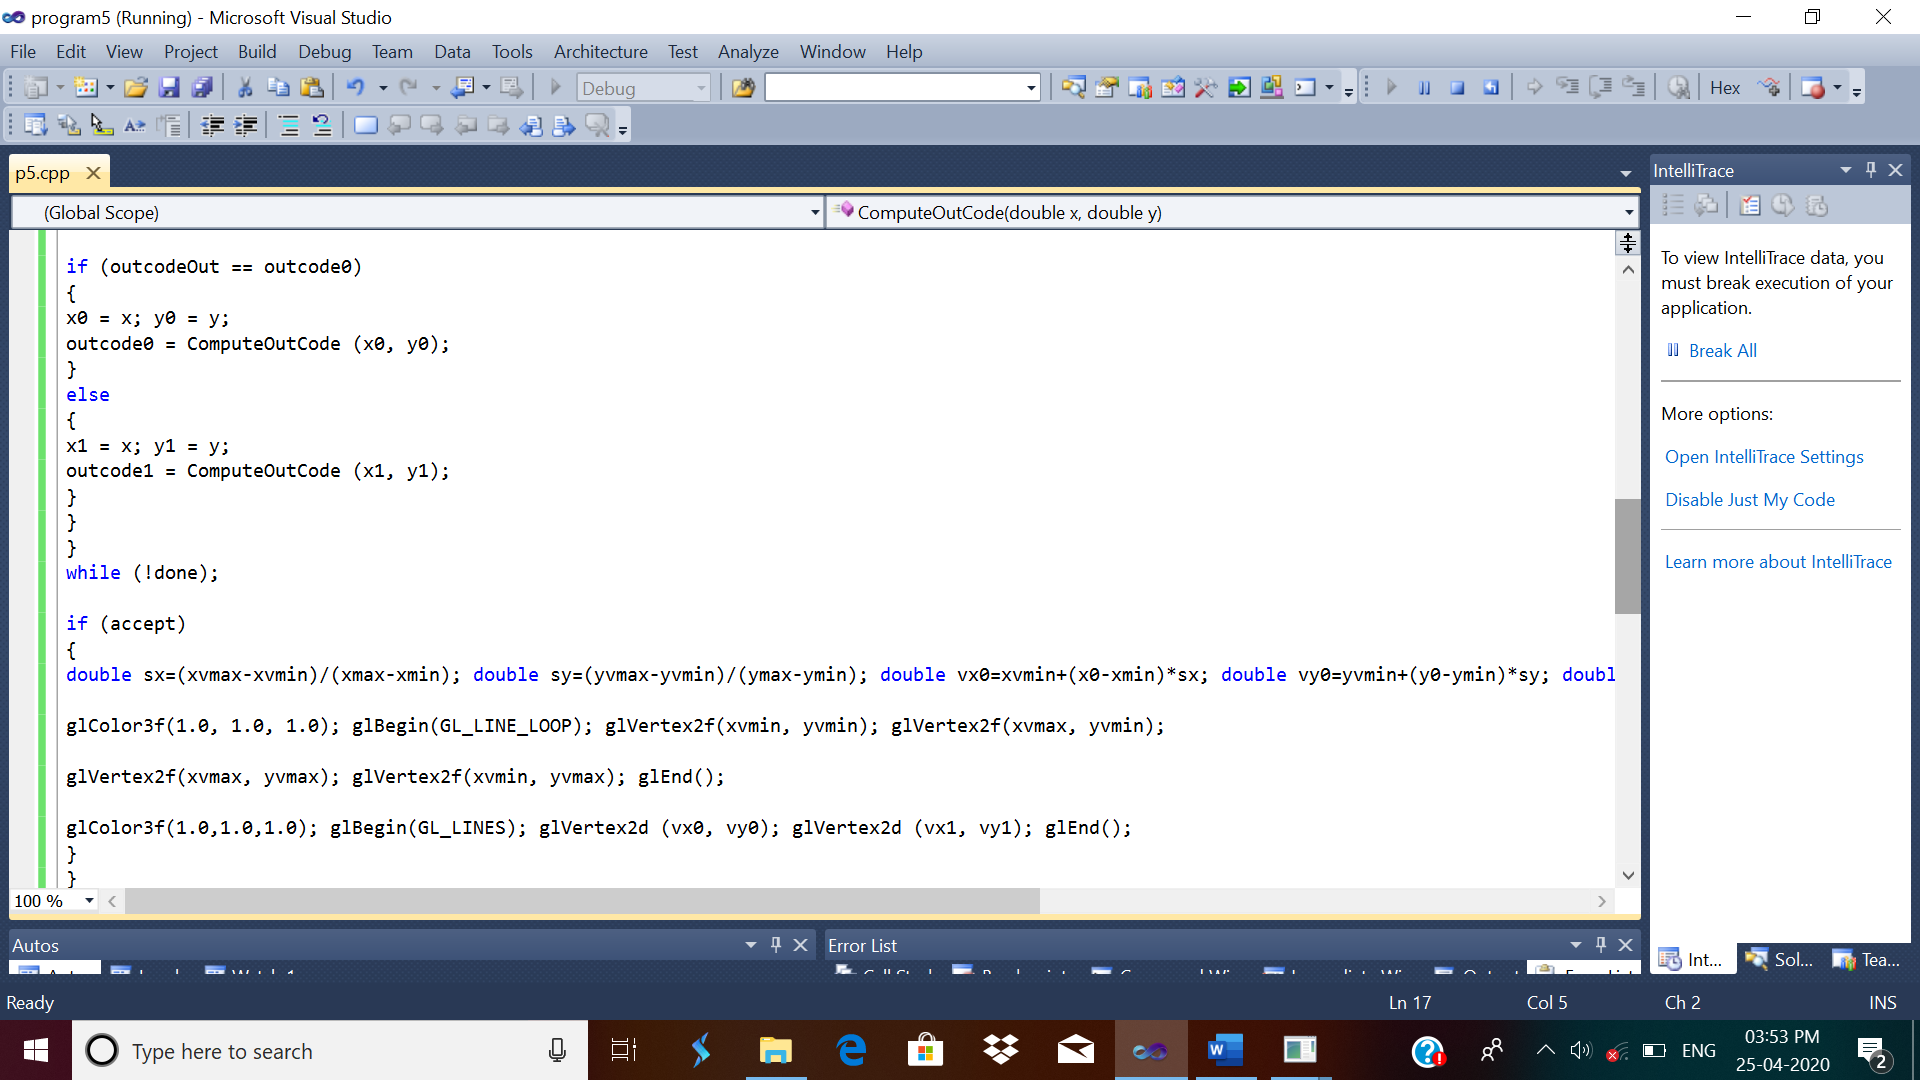 program5 (Running) - Microsoft Visual Studio
File Edit View Project Build Debug Team Data Tools Architecture Test Analyze Window Help
Debug
Hex
p5.cpp
(Global Scope)
ComputeOutCode(double x, double y)
if (outcodeOut == outcode0)
{
x0 = x; y0 = y;
outcode0 = ComputeOutCode (x0, y0);
}
else
{
x1 = x; y1 = y;
outcode1 = ComputeOutCode (x1, y1);
}
}
}
while (!done);
if (accept)
{
double sx=(xvmax-xvmin)/(xmax-xmin); double sy=(yvmax-yvmin)/(ymax-ymin); double vx0=xvmin+(x0-xmin)*sx; double vy0=yvmin+(y0-ymin)*sy; doubl
glColor3f(1.0, 1.0, 1.0); glBegin(GL_LINE_LOOP); glVertex2f(xvmin, yvmin); glVertex2f(xvmax, yvmin);
glVertex2f(xvmax, yvmax); glVertex2f(xvmin, yvmax); glEnd();
glColor3f(1.0,1.0,1.0); glBegin(GL_LINES); glVertex2d (vx0, vy0); glVertex2d (vx1, vy1); glEnd();
}
}
100 %
IntelliTrace
To view IntelliTrace data, you
must break execution of your
application.
Break All
More options:
Open IntelliTrace Settings
Disable Just My Code
Learn more about IntelliTrace
Int... Sol... Tea...
Autos
Error List
Ready
Ln 17 Col 5 Ch 2 INS
Type here to search
ENG
03:53 PM
25-04-2020
2